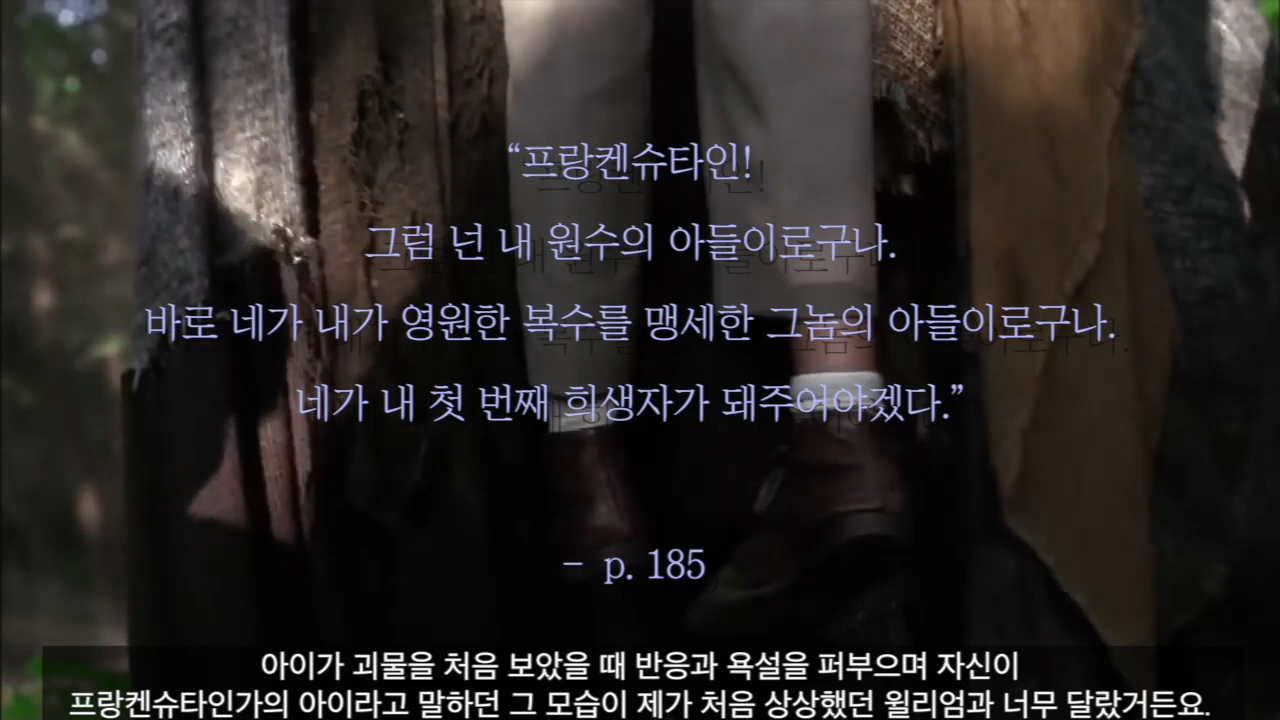 “프랑켄슈타인!
그럼 넌 내 원수의 아들이로구나.
바로 네가 내가 영원한 복수를 맹세한 그놈의 아들이로구나.
네가 내 첫 번째 희생자가 돼주어야겠다.”
– p. 185
아이가 괴물을 처음 보았을 때 반응과 욕설을 퍼부으며 자신이
프랑켄슈타인가의 아이라고 말하던 그 모습이 제가 처음 상상했던 윌리엄과 너무 달랐거든요.